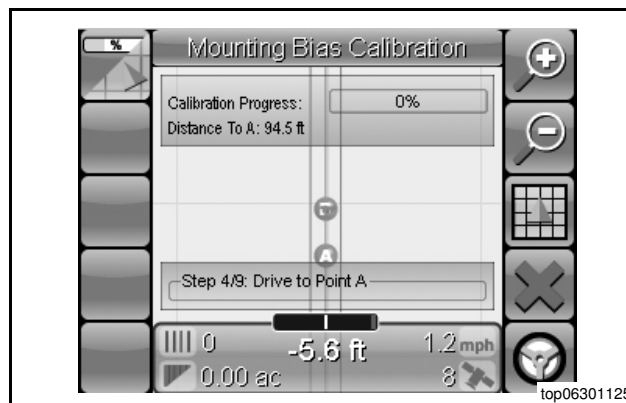 %
Mounting Bias Calibration
Calibration Progress:
0%
Distance To A: 94.5 ft
A
Step 4/9: Drive to Point A
0
-5.6 ft
1.2 mph
0.00 ac
8
top06301125